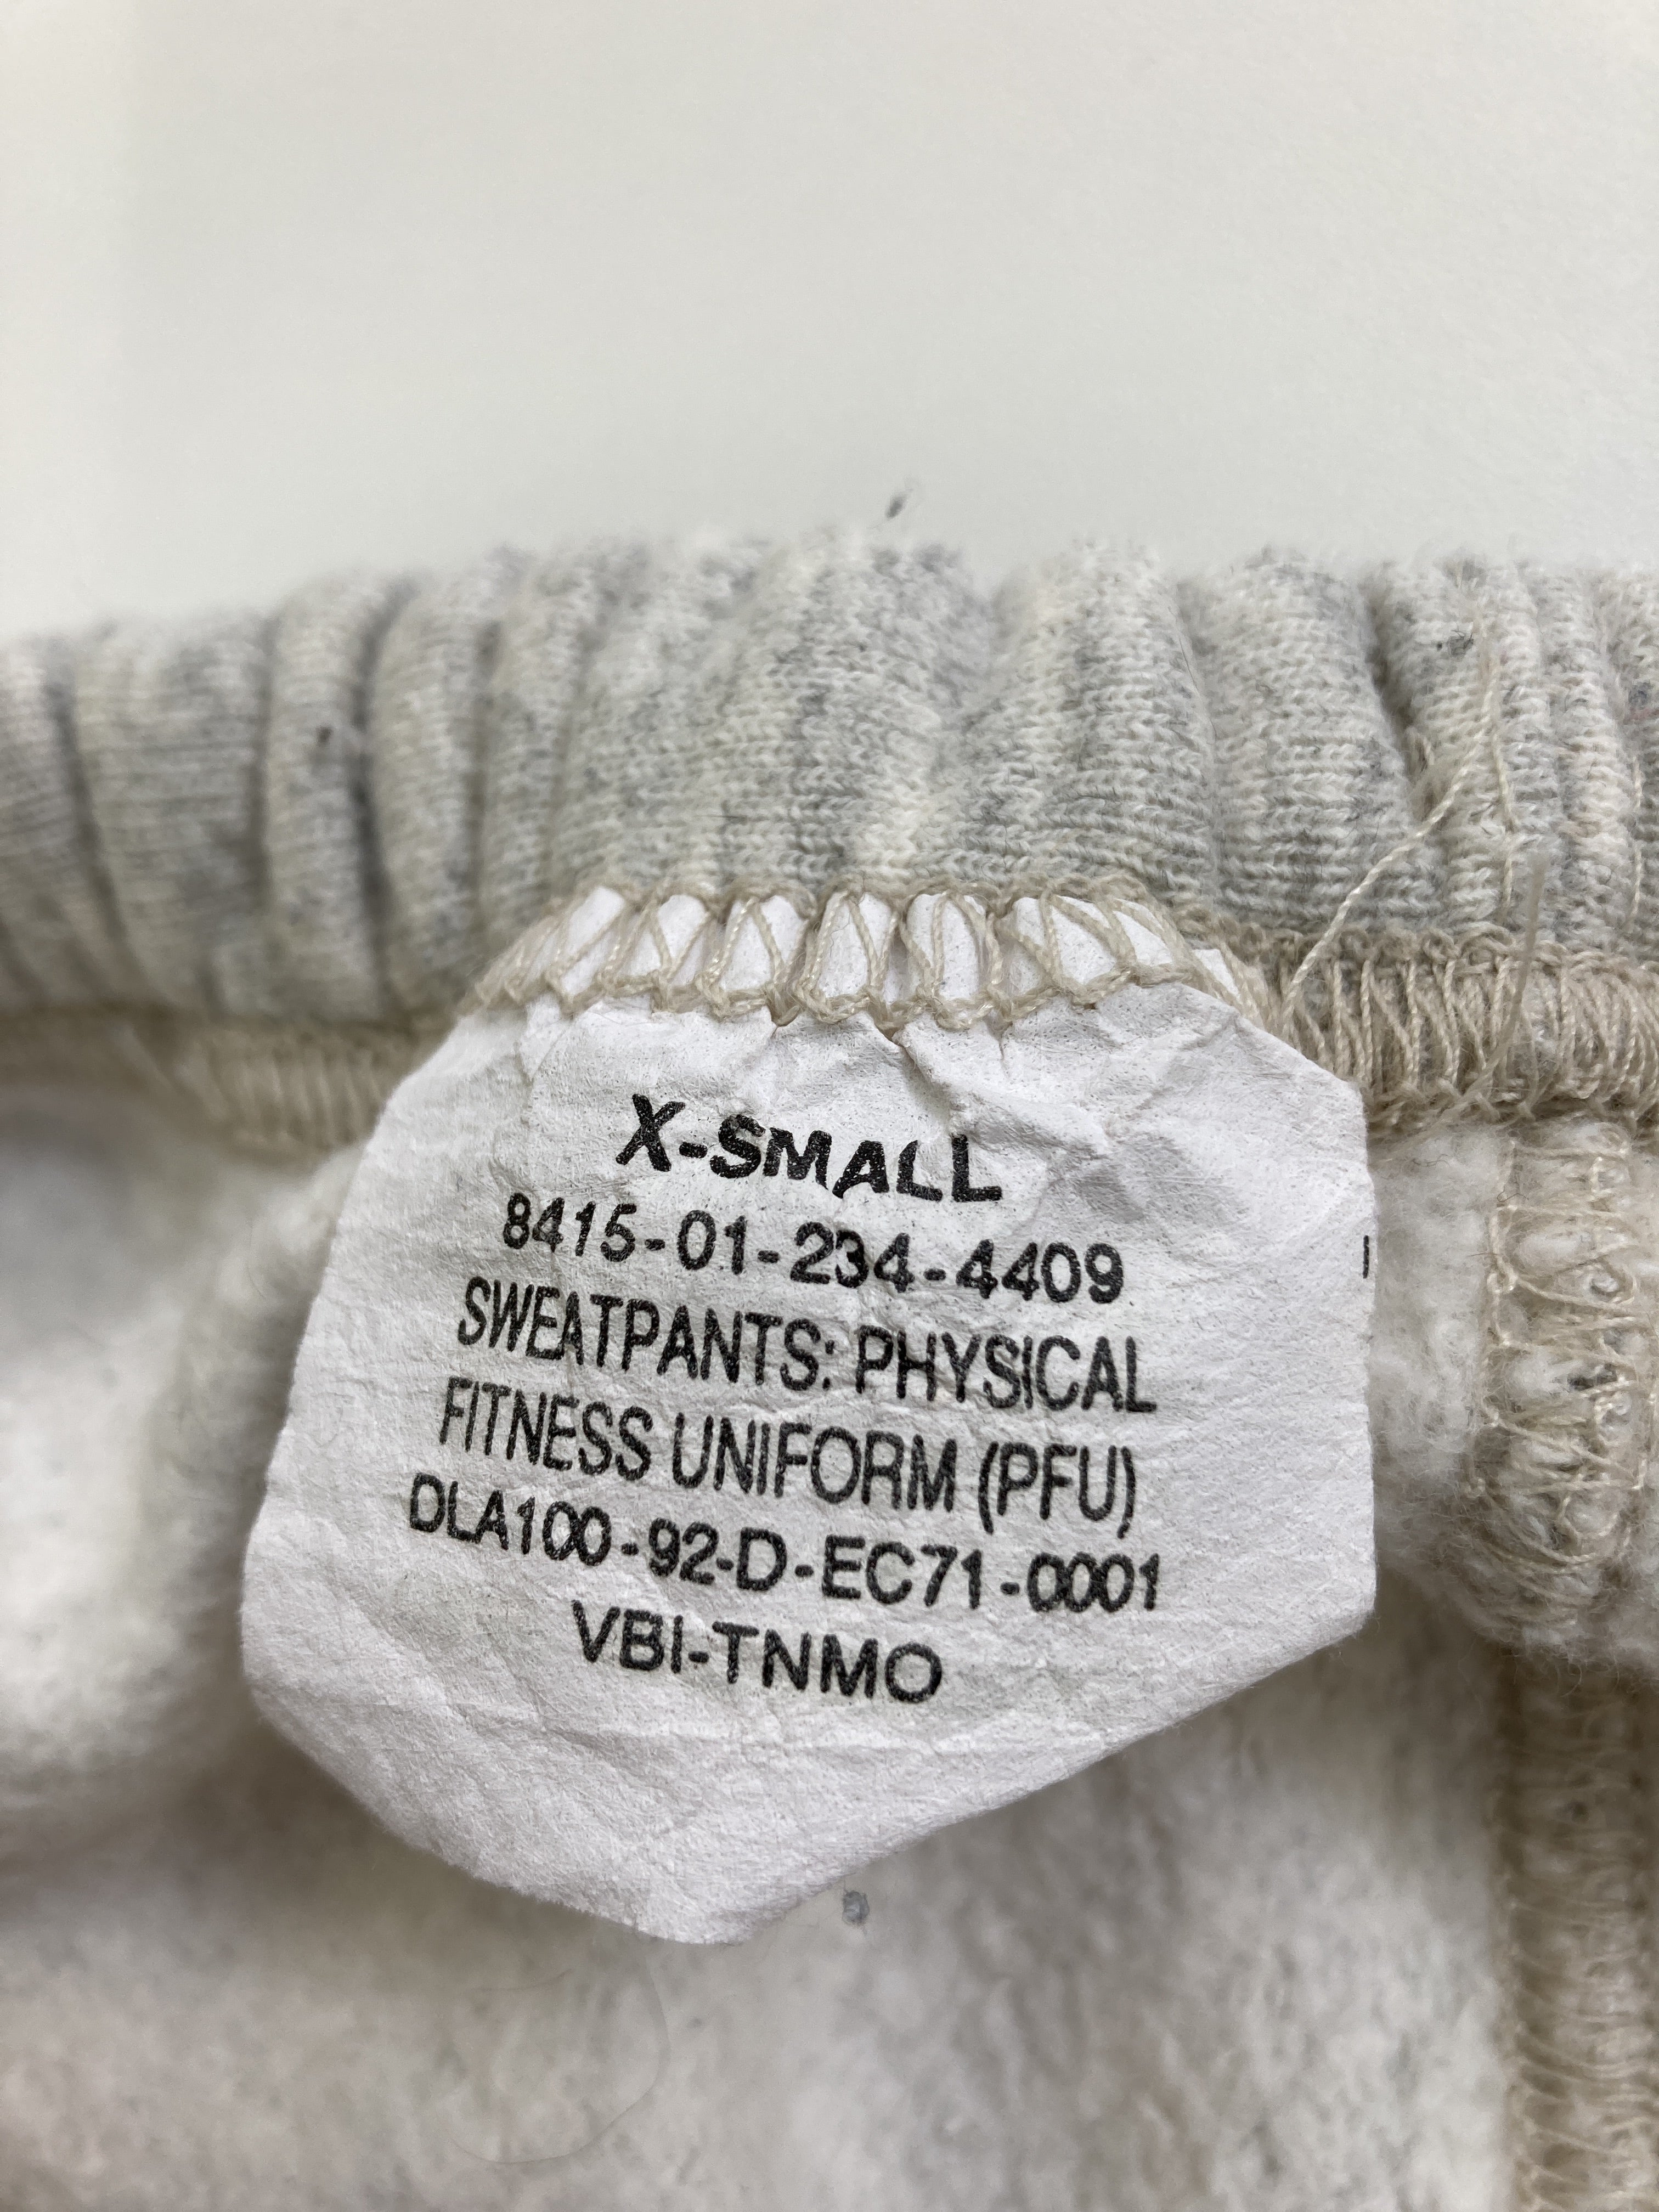 X-SMALL
8415-01-234-4409
SWEATPANTS: PHYSICAL
FITNESS UNIFORM (PFU)
DLA100-92-D-EC71-0001
VBI-TNMO